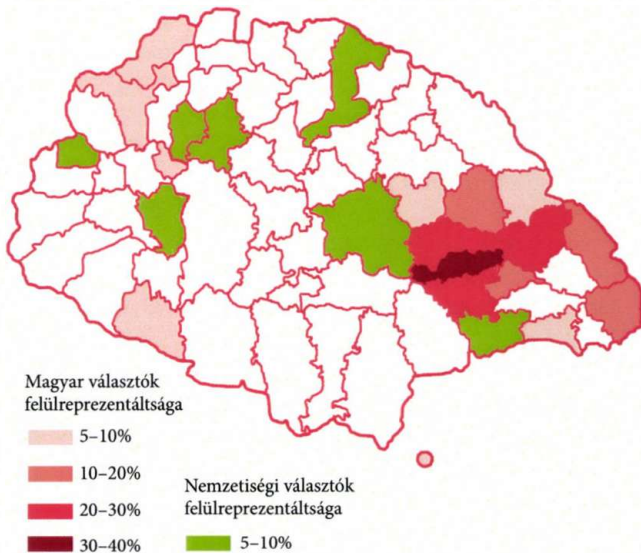 Magyar választók
felülreprezentáltsága
5–10%
10–20%
20–30%
30–40%
Nemzetiségi választók
felülreprezentáltsága
5–10%